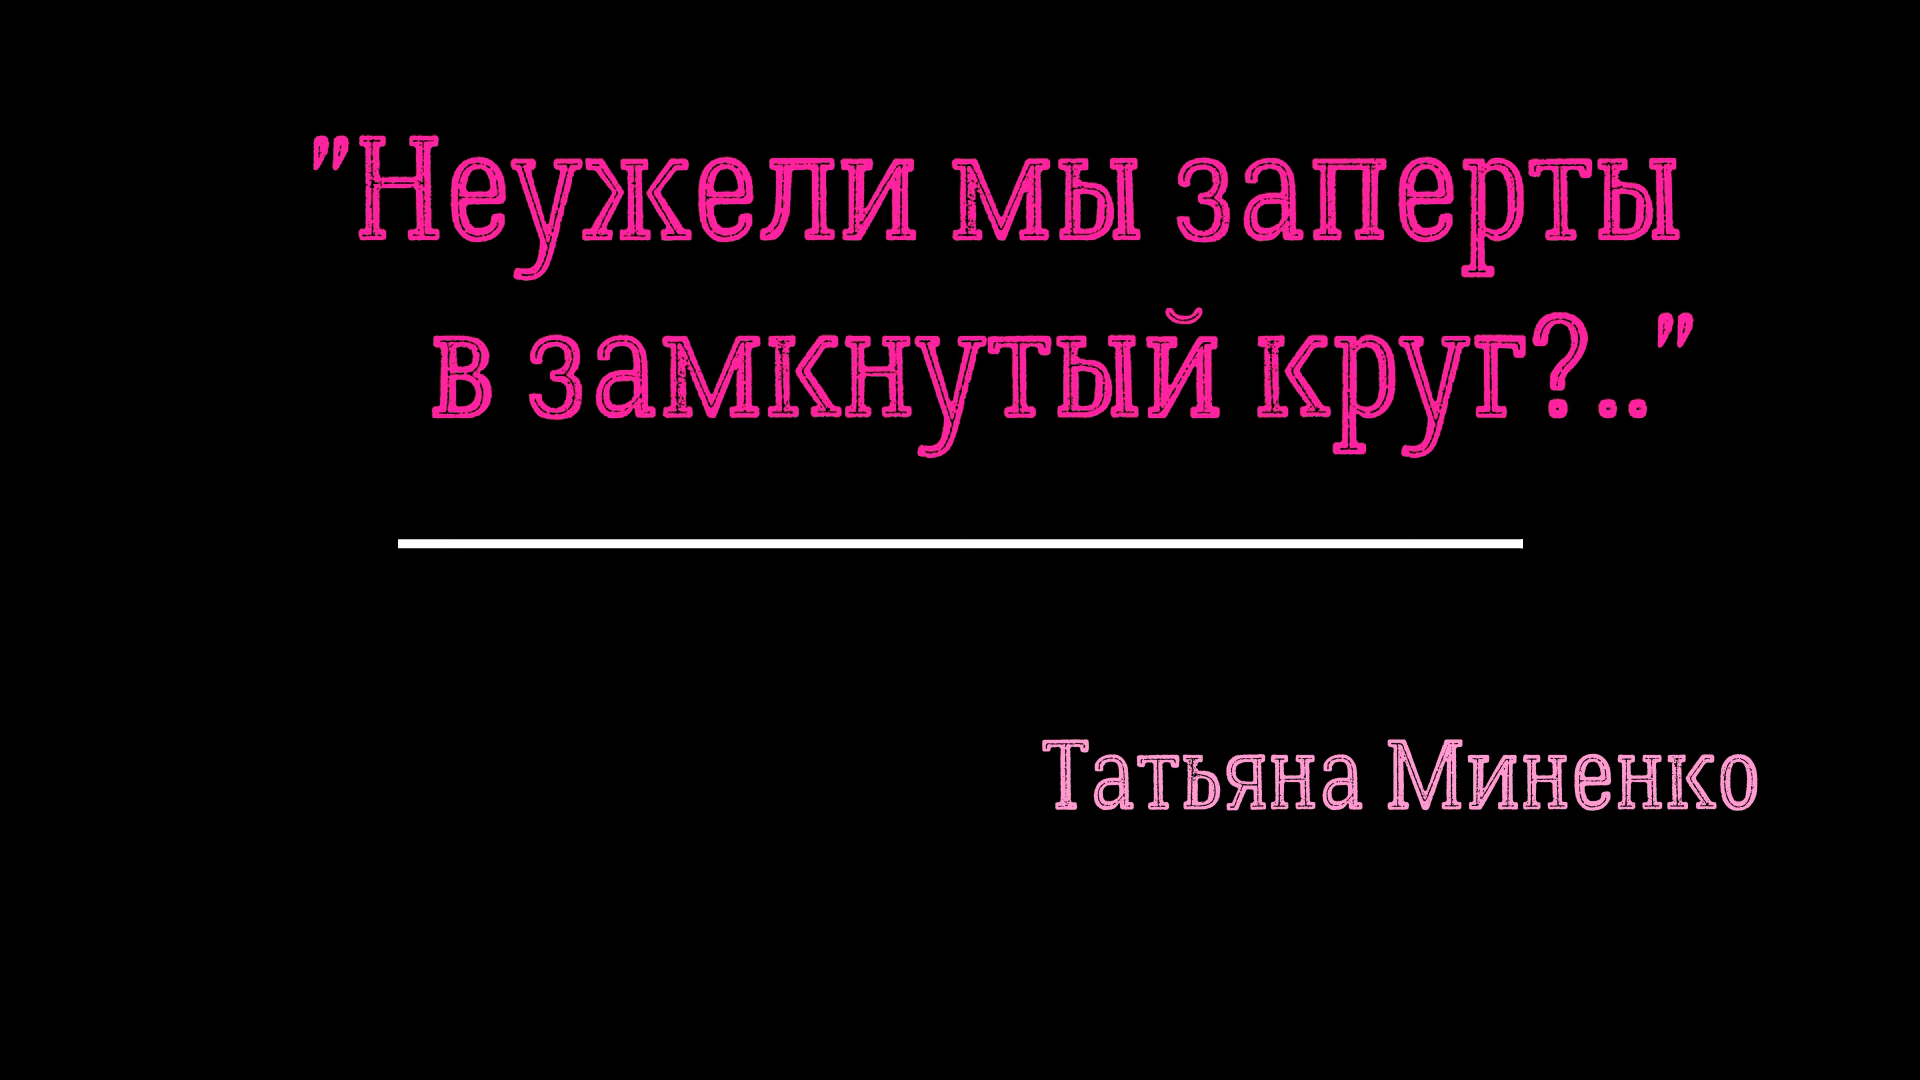 "Неужели мы заперты
в замкнутый круг?.."
Татьяна Миненко